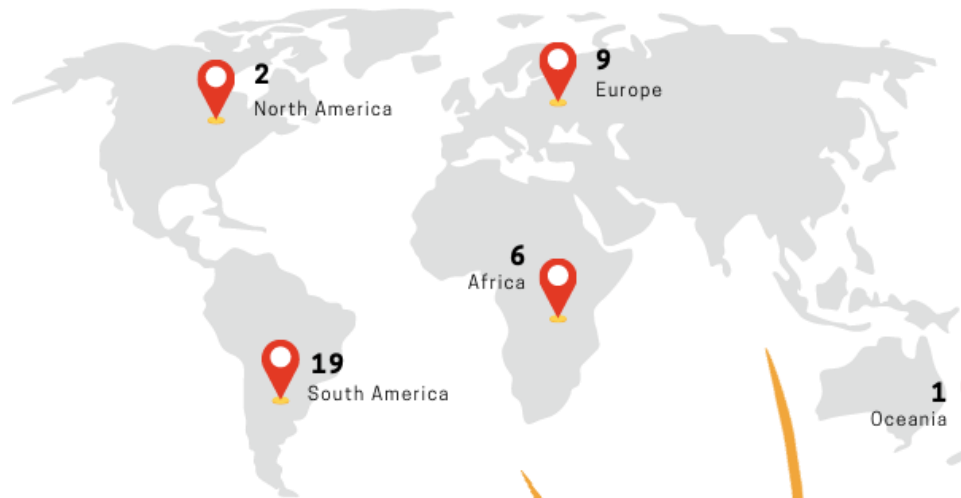 2
North America
9
Europe
6
Africa
19
South America
1
Oceania